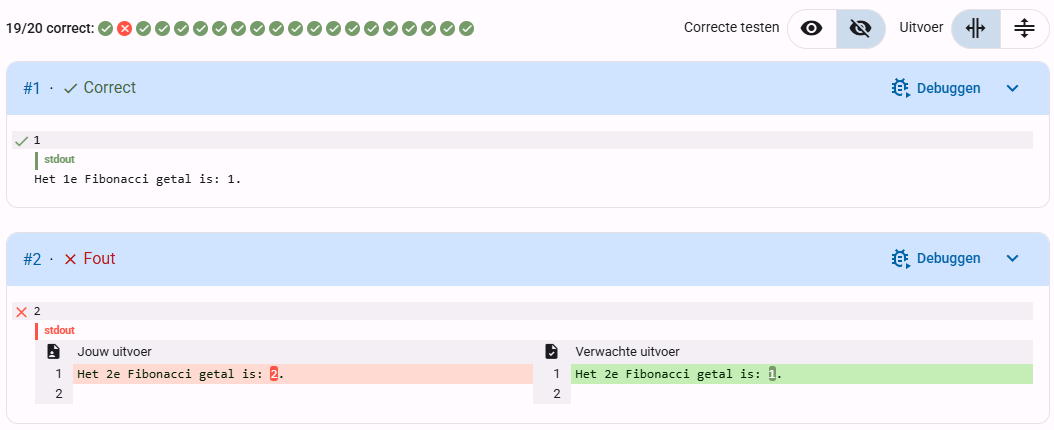 19/20 correct:
Correcte testen
Uitvoer
#1 · Correct
Debuggen
1
stdout
Het 1e Fibonacci getal is: 1.
#2 · Fout
Debuggen
2
stdout
Jouw uitvoer
Verwachte uitvoer
1 Het 2e Fibonacci getal is: 2.
1 Het 2e Fibonacci getal is: 1.
2
2